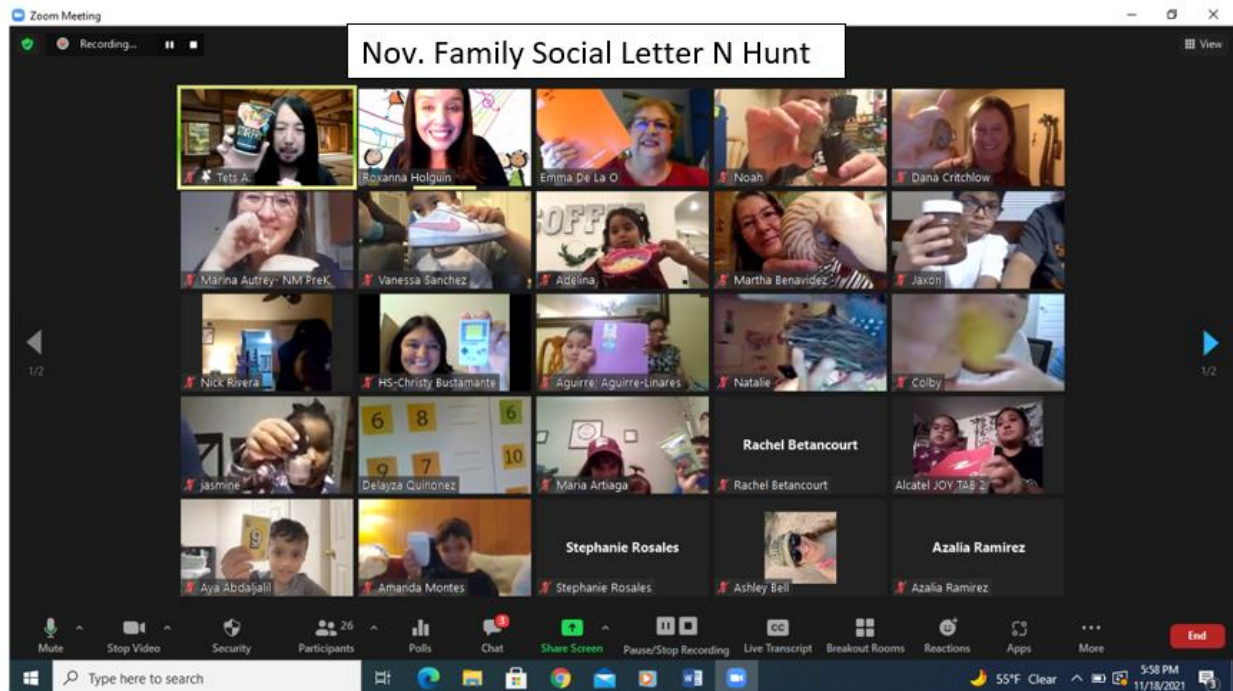 Zoom Meeting
Recording...
Nov. Family Social Letter N Hunt
View
Tets A.
Roxanna Holguin
Emma De La O
Noah
Dana Critchlow
Marina Autrey- NM PreK
Vanessa Sanchez
COFFEE
Adelina
Martha Benavidez
Jaxon
1/2
Nick Rivera
HS-Christy Bustamante
Aguirre; Aguirre-Linares
Natalie
Colby
1/2
jasmine
6 8 6
9 7 10
Delayza Quinonez
Maria Artiaga
Rachel Betancourt
Rachel Betancourt
Alcatel JOY TAB 2
9
Aya Abdaljalil
Amanda Montes
Stephanie Rosales
Stephanie Rosales
Ashley Bell
Azalia Ramirez
Azalia Ramirez
Mute
Stop Video
Security
26
Participants
Polls
3
Chat
Share Screen
Pause/Stop Recording
CC
Live Transcript
Breakout Rooms
Reactions
Apps
More
End
Type here to search
55°F Clear
5:58 PM
11/18/2021
3